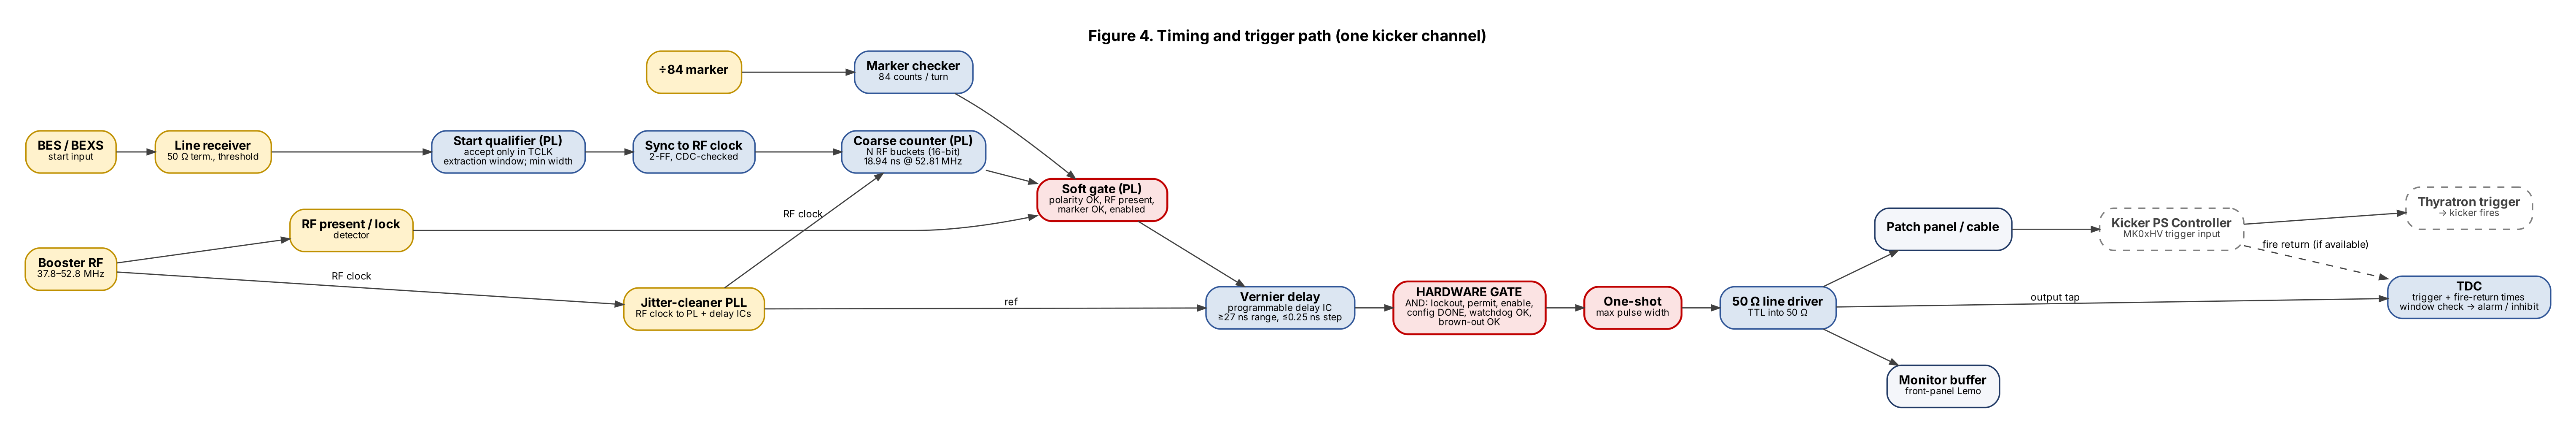 Figure 4. Timing and trigger path (one kicker channel)
÷84 marker
Marker checker
84 counts / turn
BES / BEXS
start input
Line receiver
50 Ω term., threshold
Start qualifier (PL)
accept only in TCLK
extraction window; min width
Sync to RF clock
2-FF, CDC-checked
Coarse counter (PL)
N RF buckets (16-bit)
18.94 ns @ 52.81 MHz
Soft gate (PL)
polarity OK, RF present,
marker OK, enabled
RF clock
RF present / lock
detector
Booster RF
37.8–52.8 MHz
RF clock
Jitter-cleaner PLL
RF clock to PL + delay ICs
ref
Vernier delay
programmable delay IC
≥27 ns range, ≤0.25 ns step
HARDWARE GATE
AND: lockout, permit, enable,
config DONE, watchdog OK,
brown-out OK
One-shot
max pulse width
50 Ω line driver
TTL into 50 Ω
Patch panel / cable
Kicker PS Controller
MK0xHV trigger input
Thyratron trigger
→ kicker fires
fire return (if available)
output tap
TDC
trigger + fire-return times
window check → alarm / inhibit
Monitor buffer
front-panel Lemo